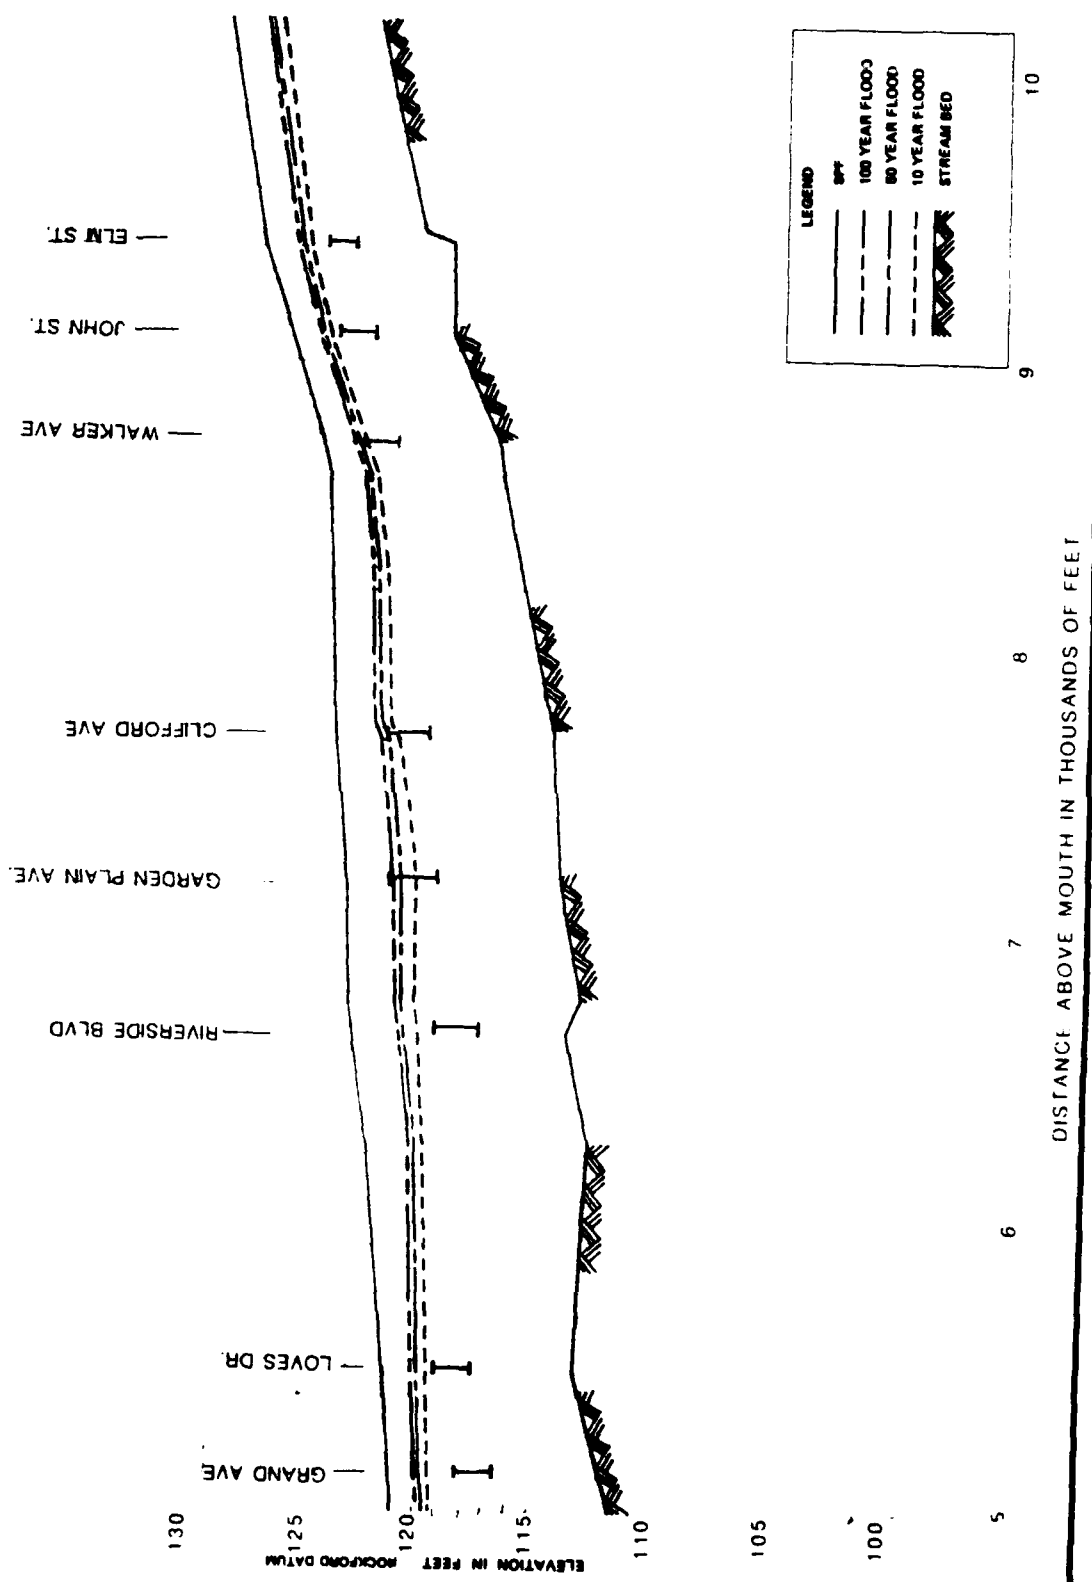 ELM ST.
JOHN ST.
WALKER AVE
CLIFFORD AVE
GARDEN PLAIN AVE.
RIVERSIDE BLVD
LOVES DR.
GRAND AVE
LEGEND
SPF
100 YEAR FLOOD
50 YEAR FLOOD
10 YEAR FLOOD
STREAM BED
130
125
120
115
110
105
100
ELEVATION IN FEET
ROCKFORD DATUM
5
6
7
8
9
10
DISTANCE ABOVE MOUTH IN THOUSANDS OF FEET